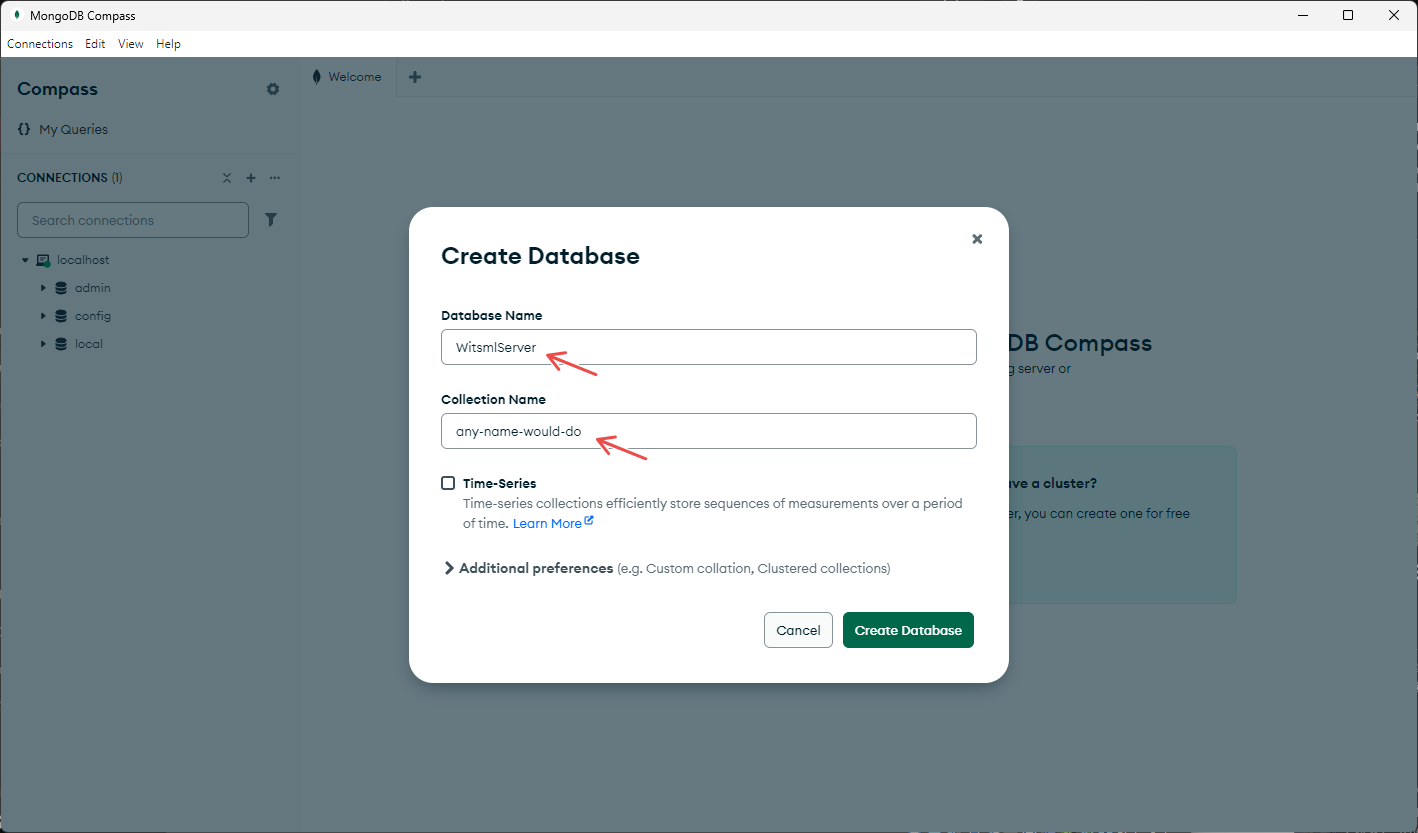 MongoDB Compass
Connections Edit View Help
Compass
My Queries
CONNECTIONS (1)
Search connections
localhost
admin
config
local
Welcome
DB Compass
server or
ve a cluster?
you can create one for free
Create Database
Database Name
WitsmlServer
Collection Name
any-name-would-do
Time-Series
Time-series collections efficiently store sequences of measurements over a period
of time. Learn More
Additional preferences (e.g. Custom collation, Clustered collections)
Cancel
Create Database